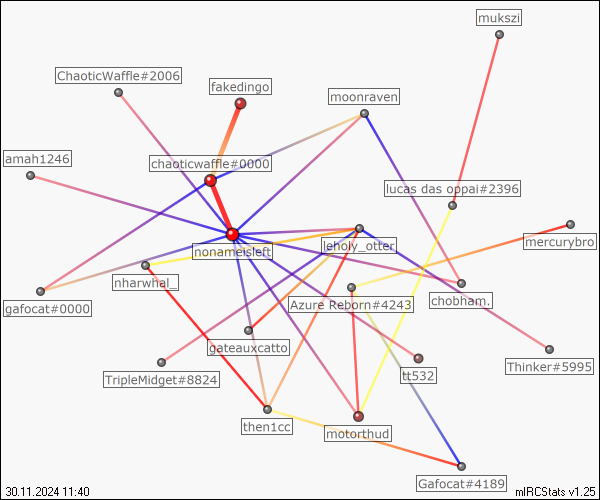 mukszi
ChaoticWaffle#2006
fakedingo
moonraven
amah1246
chaoticwaffle#0000
lucas das oppai#2396
mercurybro
leholy_otter
nonameisleft
nharwhal_
chobham.
Azure Reborn#4243
gafocat#0000
gateauxcatto
Thinker#5995
TripleMidget#8824
tt532
then1cc
motorthud
Gafocat#4189
30.11.2024 11:40
mIRCStats v1.25